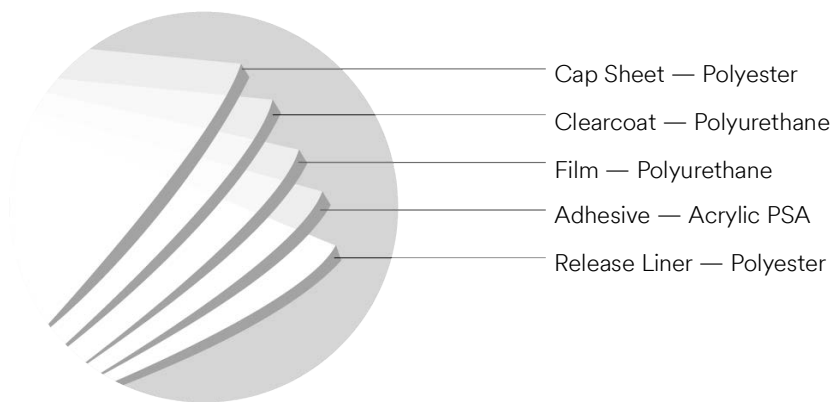 Cap Sheet — Polyester
Clearcoat — Polyurethane
Film — Polyurethane
Adhesive — Acrylic PSA
Release Liner — Polyester